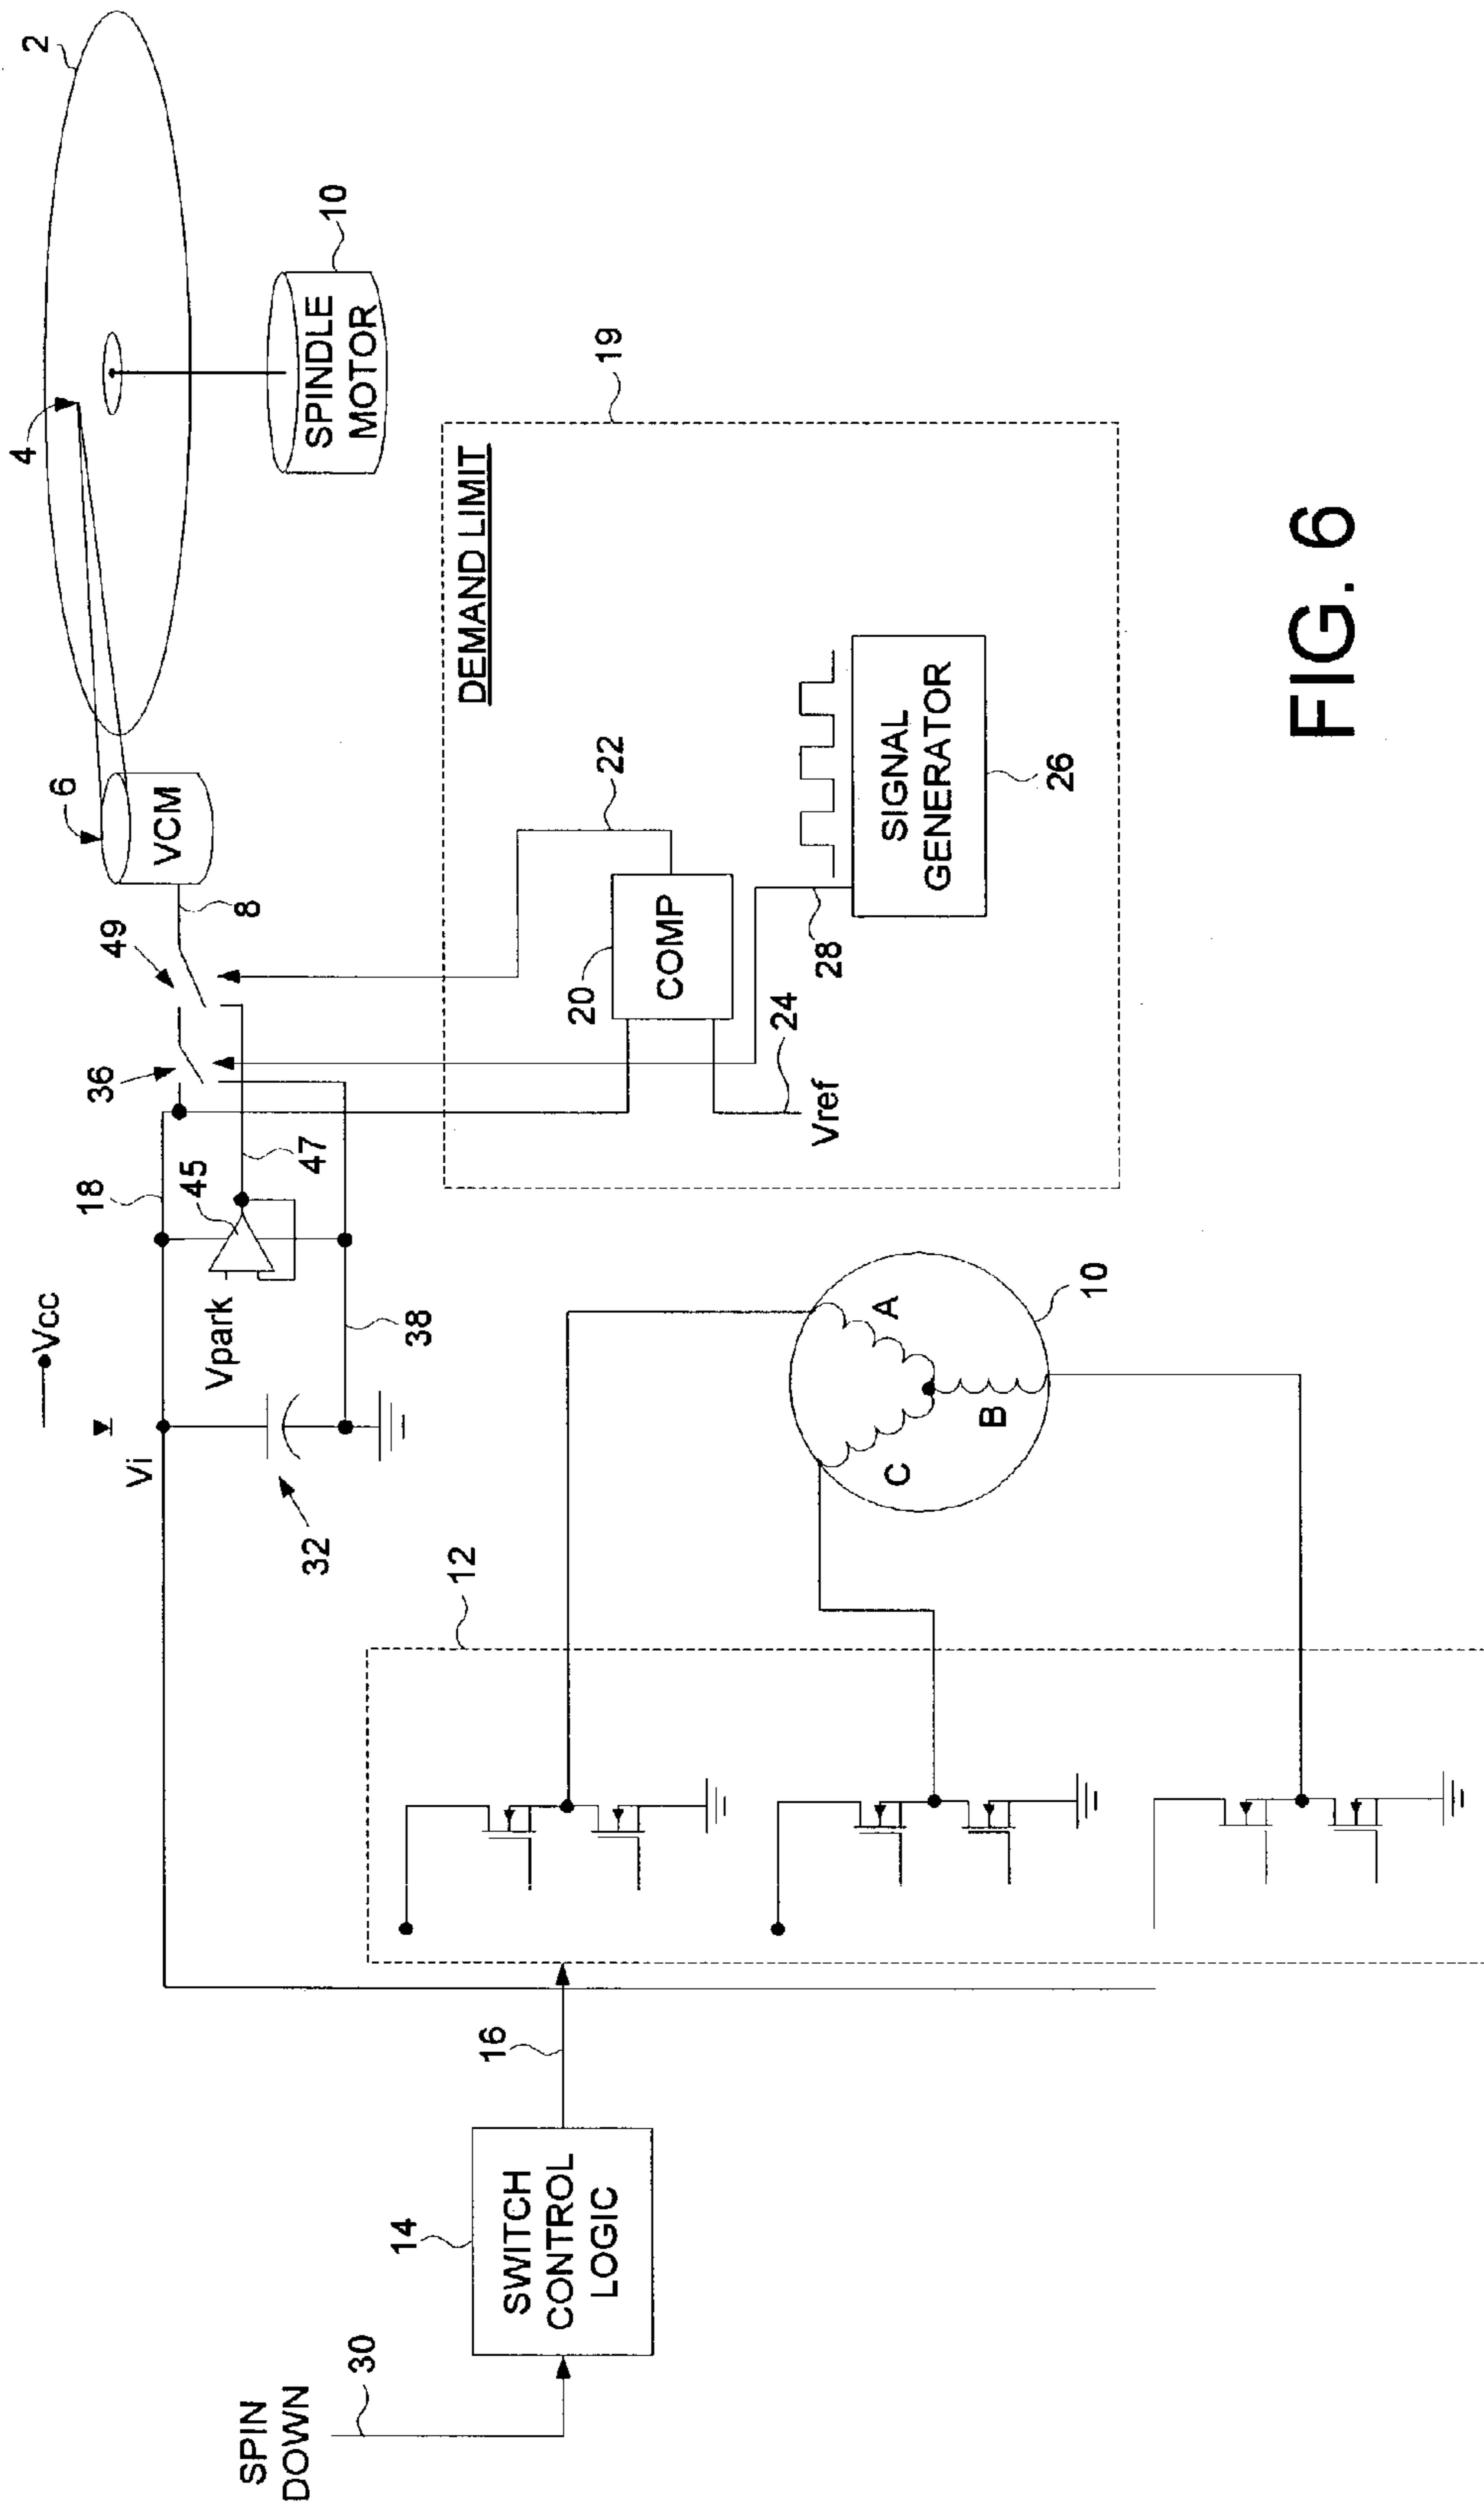 2
4
6
VCM
8
49
36
SPINDLE
MOTOR
10
18
45
47
Vpark
38
Vcc
Vi
32
DEMAND LIMIT
19
22
20
COMP
28
24
Vref
SIGNAL
GENERATOR
26
12
A
B
C
10
14
SWITCH
CONTROL
LOGIC
16
SPIN
DOWN
30
FIG. 6